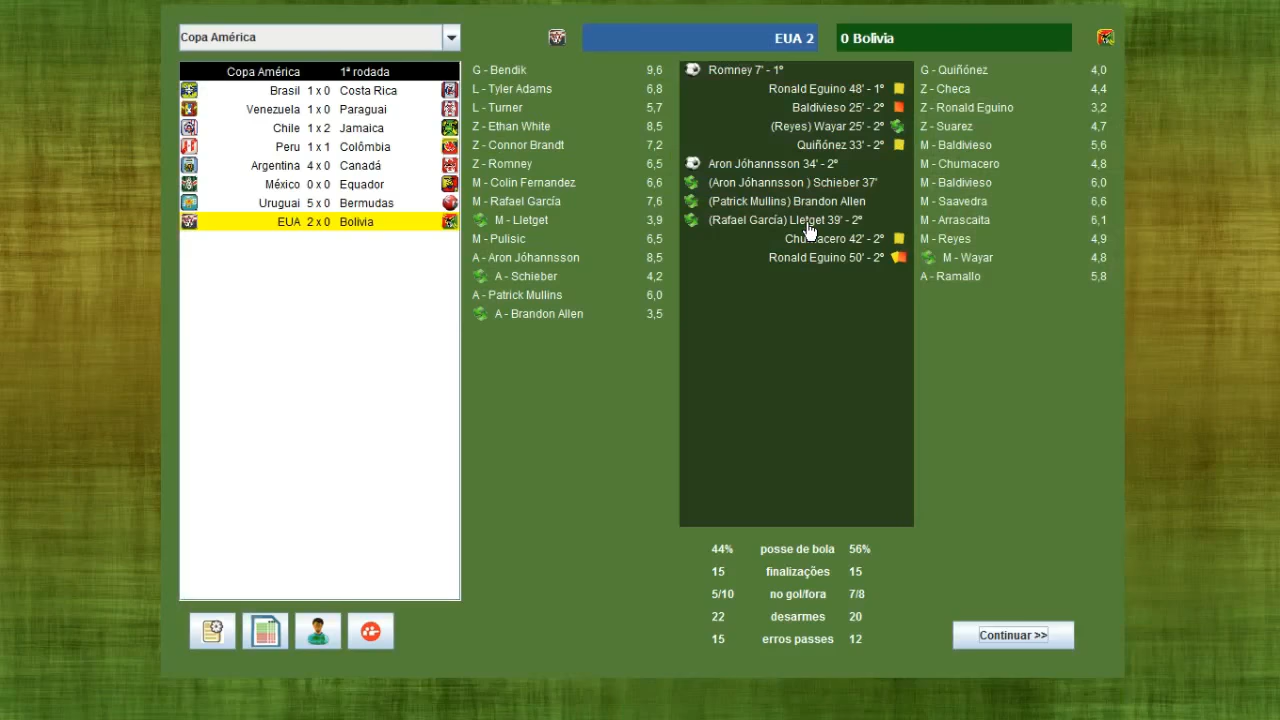 Copa América
EUA 2
0 Bolivia
Copa América 1ª rodada
Brasil 1 x 0 Costa Rica
Venezuela 1 x 0 Paraguai
Chile 1 x 2 Jamaica
Peru 1 x 1 Colômbia
Argentina 4 x 0 Canadá
México 0 x 0 Equador
Uruguai 5 x 0 Bermudas
EUA 2 x 0 Bolivia
G - Bendik 9,6
L - Tyler Adams 6,8
L - Turner 5,7
Z - Ethan White 8,5
Z - Connor Brandt 7,2
Z - Romney 6,5
M - Colin Fernandez 6,6
M - Rafael García 7,6
M - Lletget 3,9
M - Pulisic 6,5
A - Aron Jóhannsson 8,5
A - Schieber 4,2
A - Patrick Mullins 6,0
A - Brandon Allen 3,5
Romney 7' - 1º
Ronald Eguino 48' - 1º
Baldivieso 25' - 2º
(Reyes) Wayar 25' - 2º
Quiñónez 33' - 2º
Aron Jóhannsson 34' - 2º
(Aron Jóhannsson ) Schieber 37'
(Patrick Mullins) Brandon Allen
(Rafael García) Lletget 39' - 2º
Chumacero 42' - 2º
Ronald Eguino 50' - 2º
G - Quiñónez 4,0
Z - Checa 4,4
Z - Ronald Eguino 3,2
Z - Suarez 4,7
M - Baldivieso 5,6
M - Chumacero 4,8
M - Baldivieso 6,0
M - Saavedra 6,6
M - Arrascaita 6,1
M - Reyes 4,9
M - Wayar 4,8
A - Ramallo 5,8
44% posse de bola 56%
15 finalizações 15
5/10 no gol/fora 7/8
22 desarmes 20
15 erros passes 12
Continuar >>